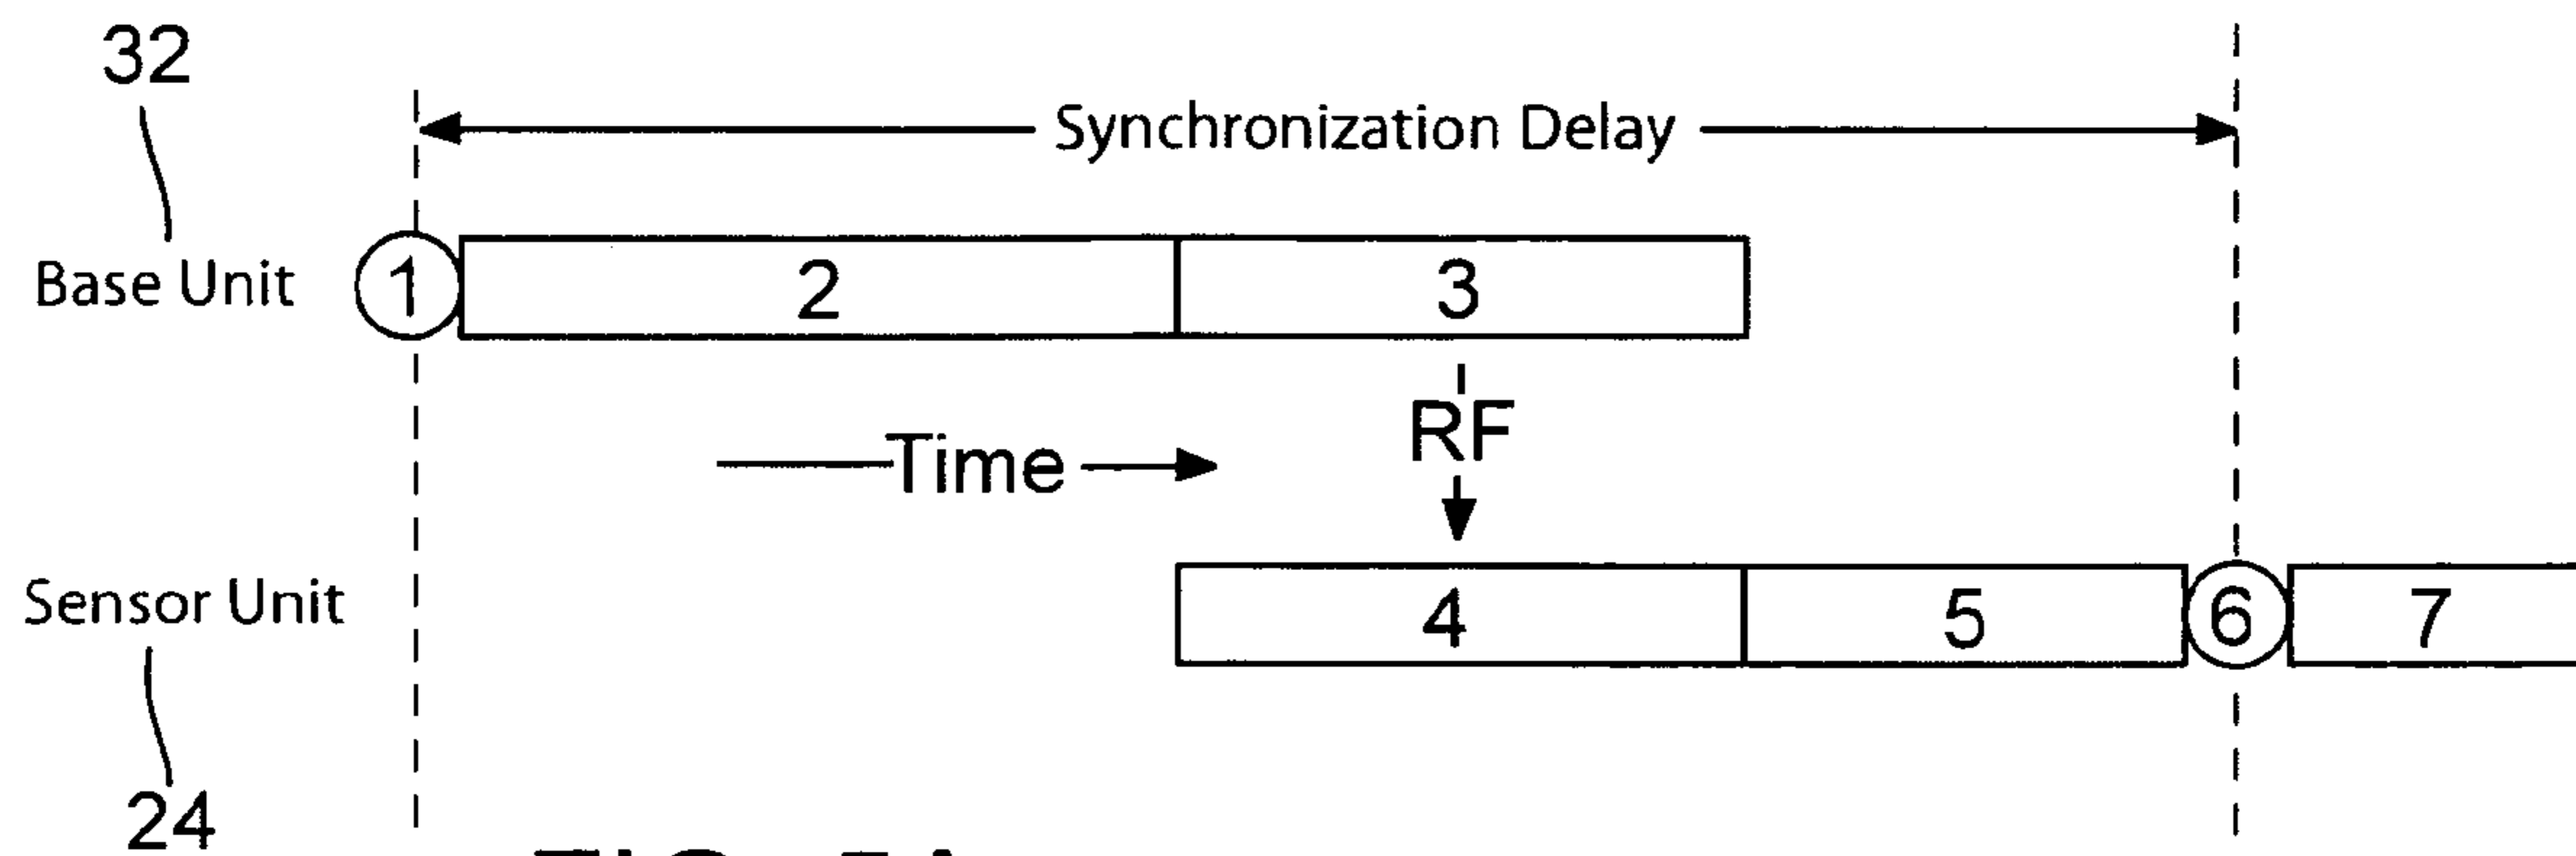 32
Synchronization Delay
Base Unit
1
2
3
RF
Time
Sensor Unit
4
5
6
7
24